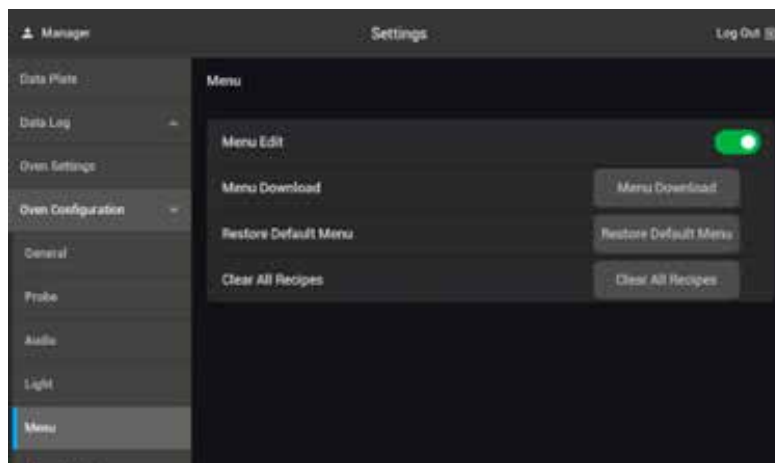 Manager
Settings
Log Out
Data Plate
Data Log
Oven Settings
Oven Configuration
General
Probe
Audio
Light
Menu
Menu
Menu Edit
Menu Download
Menu Download
Restore Default Menu
Restore Default Menu
Clear All Recipes
Clear All Recipes